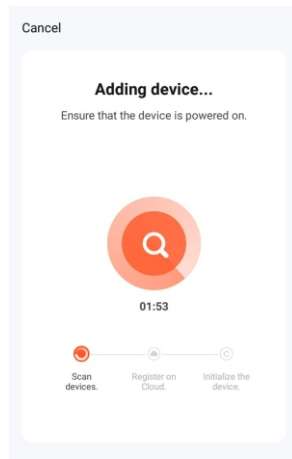 Cancel
Adding device...
Ensure that the device is powered on.
01:53
Scan devices.
Register on Cloud.
Initialize the device.